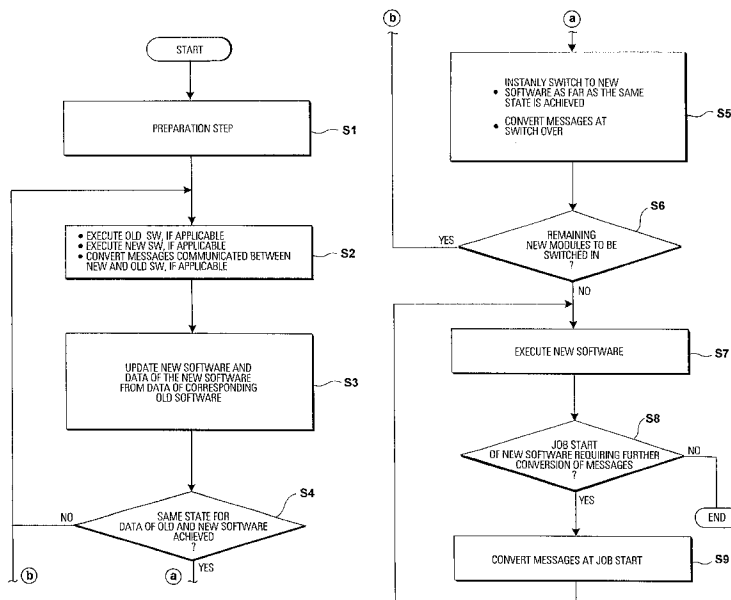 START
PREPARATION STEP
S1
• EXECUTE OLD SW, IF APPLICABLE
• EXECUTE NEW SW, IF APPLICABLE
• CONVERT MESSAGES COMMUNICATED BETWEEN
NEW AND OLD SW, IF APPLICABLE
S2
UPDATE NEW SOFTWARE AND
DATA OF THE NEW SOFTWARE
FROM DATA OF CORRESPONDING
OLD SOFTWARE
S3
S4
NO
SAME STATE FOR
DATA OF OLD AND NEW SOFTWARE
ACHIEVED
?
YES
b
a
b
a
• INSTANLY SWITCH TO NEW
SOFTWARE AS FAR AS THE SAME
STATE IS ACHIEVED
• CONVERT MESSAGES AT
SWITCH OVER
S5
S6
YES
REMAINING
NEW MODULES TO BE
SWITCHED IN
?
NO
EXECUTE NEW SOFTWARE
S7
S8
JOB START
OF NEW SOFTWARE REQUIRING FURTHER
CONVERSION OF MESSAGES
?
NO
YES
END
CONVERT MESSAGES AT JOB START
S9